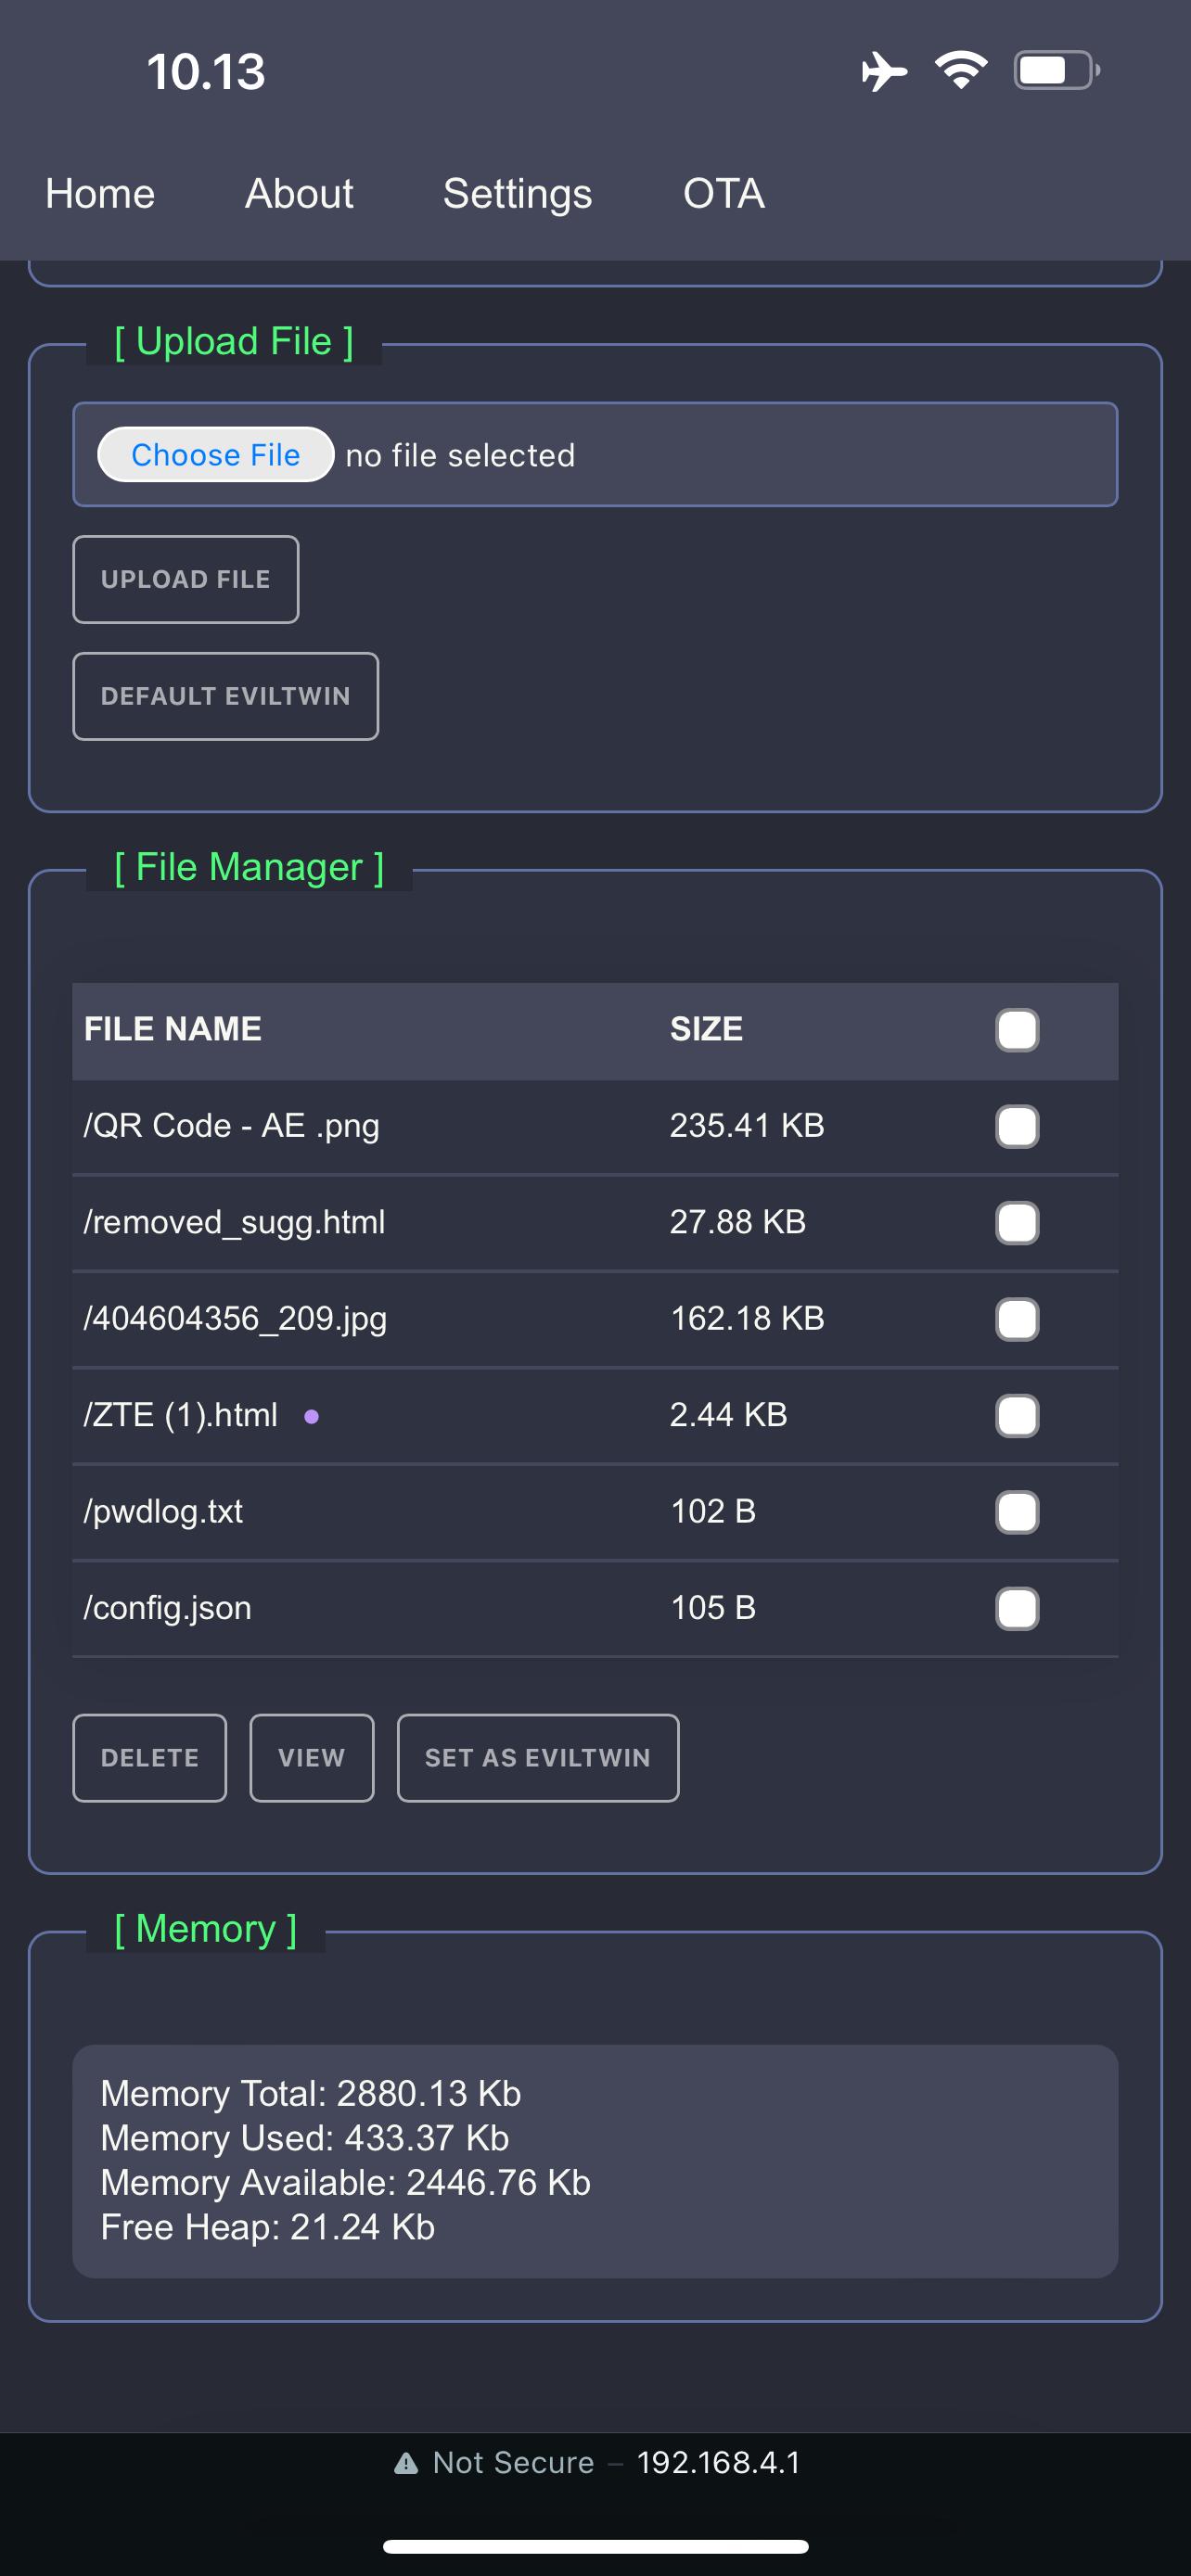 10.13
Home About Settings OTA
[ Upload File ]
Choose File no file selected
UPLOAD FILE
DEFAULT EVILTWIN
[ File Manager ]
FILE NAME SIZE
/QR Code - AE .png 235.41 KB
/removed_sugg.html 27.88 KB
/404604356_209.jpg 162.18 KB
/ZTE (1).html 2.44 KB
/pwdlog.txt 102 B
/config.json 105 B
DELETE VIEW SET AS EVILTWIN
[ Memory ]
Memory Total: 2880.13 Kb
Memory Used: 433.37 Kb
Memory Available: 2446.76 Kb
Free Heap: 21.24 Kb
Not Secure – 192.168.4.1